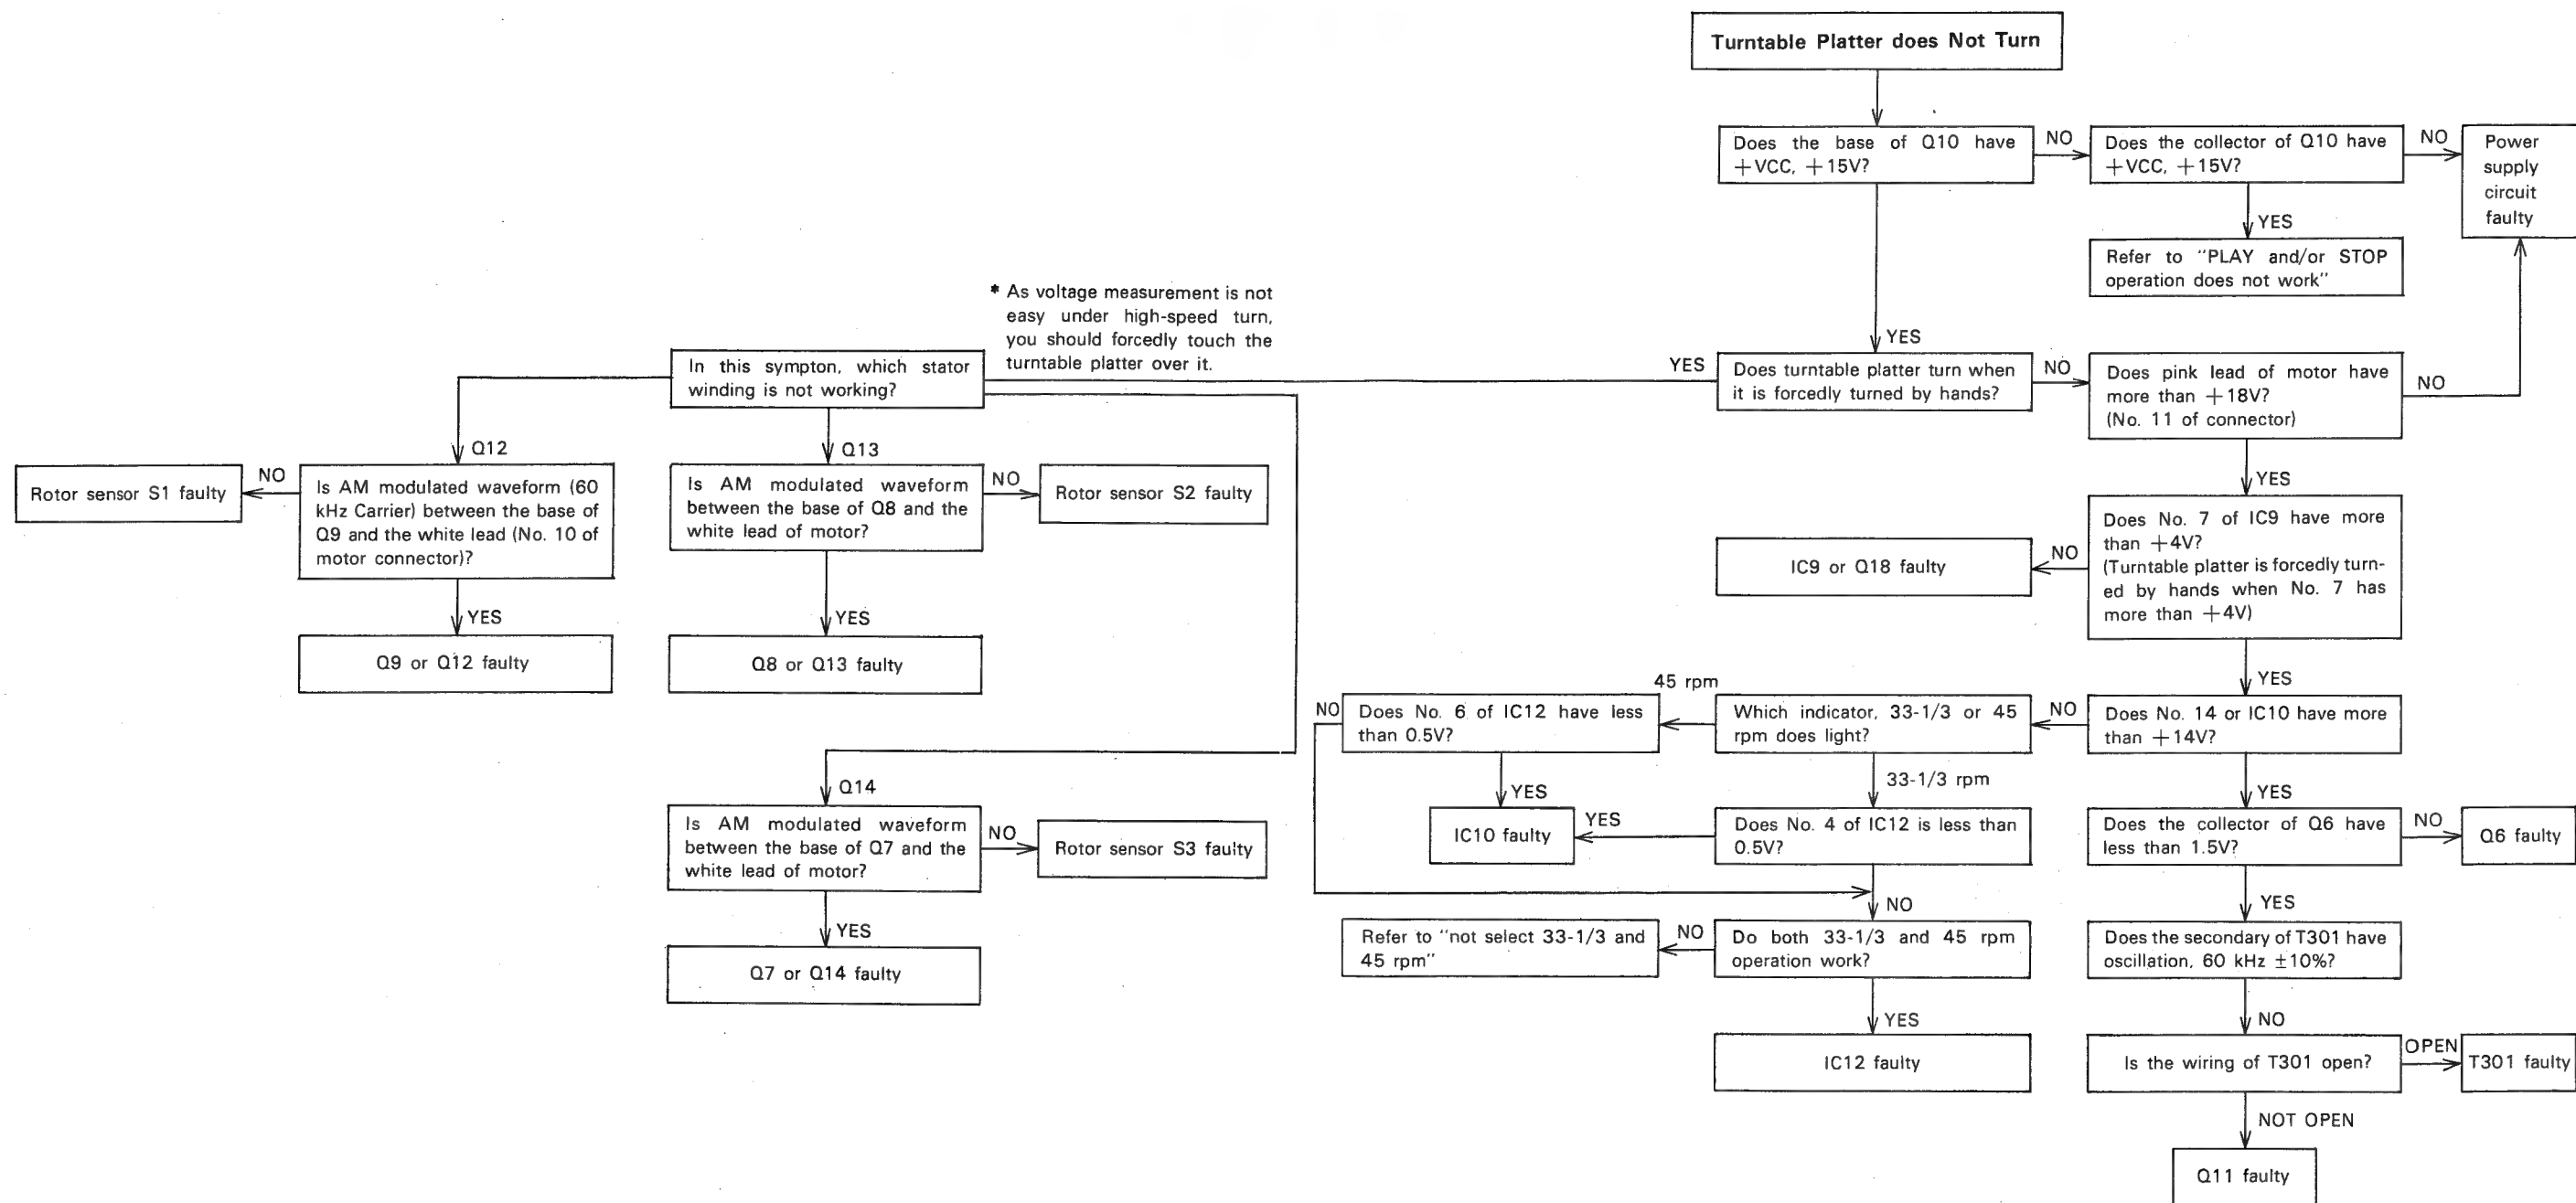 Turntable Platter does Not Turn
Does the base of Q10 have
+VCC, +15V?
NO
Does the collector of Q10 have
+VCC, +15V?
NO
Power
supply
circuit
faulty
YES
Refer to "PLAY and/or STOP
operation does not work"
YES
Does turntable platter turn when
it is forcedly turned by hands?
NO
Does pink lead of motor have
more than +18V?
(No. 11 of connector)
NO
YES
* As voltage measurement is not
easy under high-speed turn,
you should forcedly touch the
turntable platter over it.
In this sympton, which stator
winding is not working?
Q12
Is AM modulated waveform (60
kHz Carrier) between the base of
Q9 and the white lead (No. 10 of
motor connector)?
NO
Rotor sensor S1 faulty
YES
Q9 or Q12 faulty
Q13
Is AM modulated waveform
between the base of Q8 and the
white lead of motor?
NO
Rotor sensor S2 faulty
YES
Q8 or Q13 faulty
Q14
Is AM modulated waveform
between the base of Q7 and the
white lead of motor?
NO
Rotor sensor S3 faulty
YES
Q7 or Q14 faulty
YES
Does No. 7 of IC9 have more
than +4V?
(Turntable platter is forcedly turn-
ed by hands when No. 7 has
more than +4V)
NO
IC9 or Q18 faulty
YES
Does No. 14 or IC10 have more
than +14V?
NO
Which indicator, 33-1/3 or 45
rpm does light?
45 rpm
Does No. 6 of IC12 have less
than 0.5V?
NO
YES
IC10 faulty
33-1/3 rpm
Does No. 4 of IC12 is less than
0.5V?
YES
NO
Do both 33-1/3 and 45 rpm
operation work?
NO
Refer to "not select 33-1/3 and
45 rpm"
YES
IC12 faulty
YES
Does the collector of Q6 have
less than 1.5V?
NO
Q6 faulty
YES
Does the secondary of T301 have
oscillation, 60 kHz ±10%?
NO
Is the wiring of T301 open?
OPEN
T301 faulty
NOT OPEN
Q11 faulty